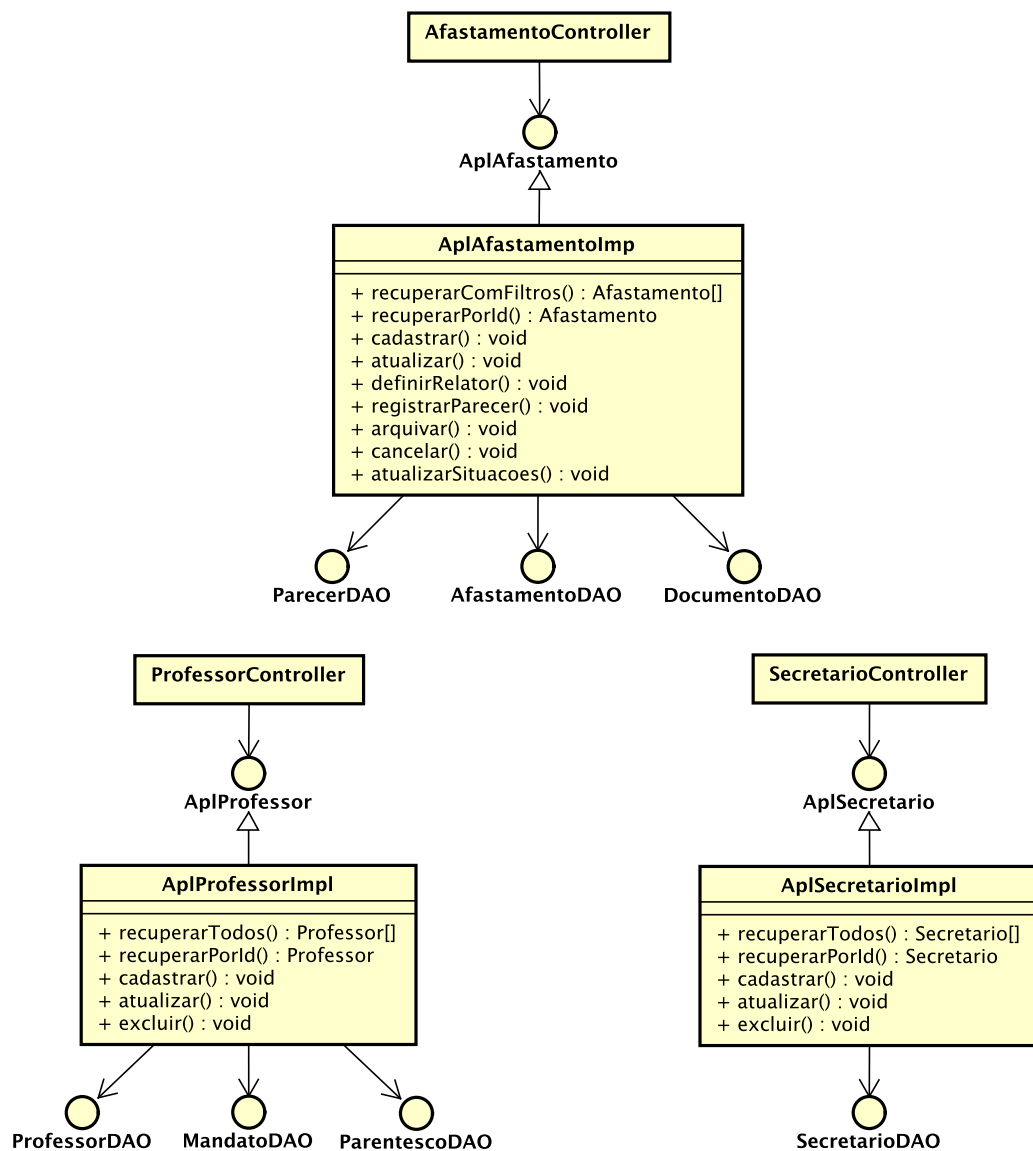 AfastamentoController
AplAfastamento
AplAfastamentoImp
+ recuperarComFiltros() : Afastamento[]
+ recuperarPorId() : Afastamento
+ cadastrar() : void
+ atualizar() : void
+ definirRelator() : void
+ registrarParecer() : void
+ arquivar() : void
+ cancelar() : void
+ atualizarSituacoes() : void
ParecerDAO
AfastamentoDAO
DocumentoDAO
ProfessorController
AplProfessor
AplProfessorImpl
+ recuperarTodos() : Professor[]
+ recuperarPorId() : Professor
+ cadastrar() : void
+ atualizar() : void
+ excluir() : void
ProfessorDAO
MandatoDAO
ParentescoDAO
SecretarioController
AplSecretario
AplSecretarioImpl
+ recuperarTodos() : Secretario[]
+ recuperarPorId() : Secretario
+ cadastrar() : void
+ atualizar() : void
+ excluir() : void
SecretarioDAO